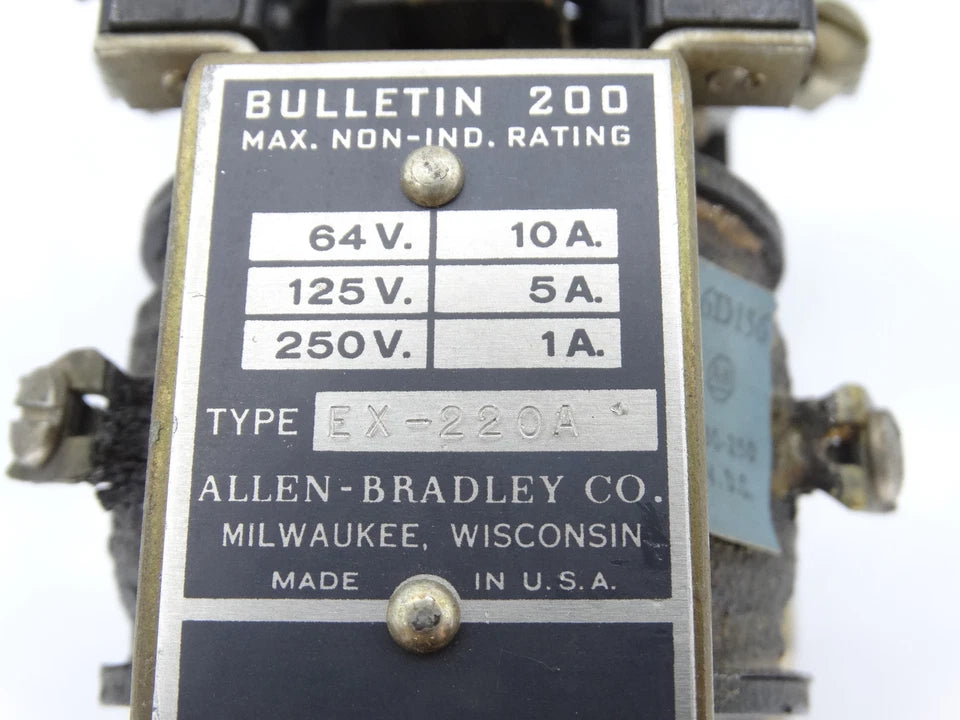 BULLETIN 200
MAX. NON-IND. RATING
64 V. 10 A.
125 V. 5 A.
250 V. 1 A.
TYPE EX-220A
ALLEN-BRADLEY CO.
MILWAUKEE, WISCONSIN
MADE IN U.S.A.